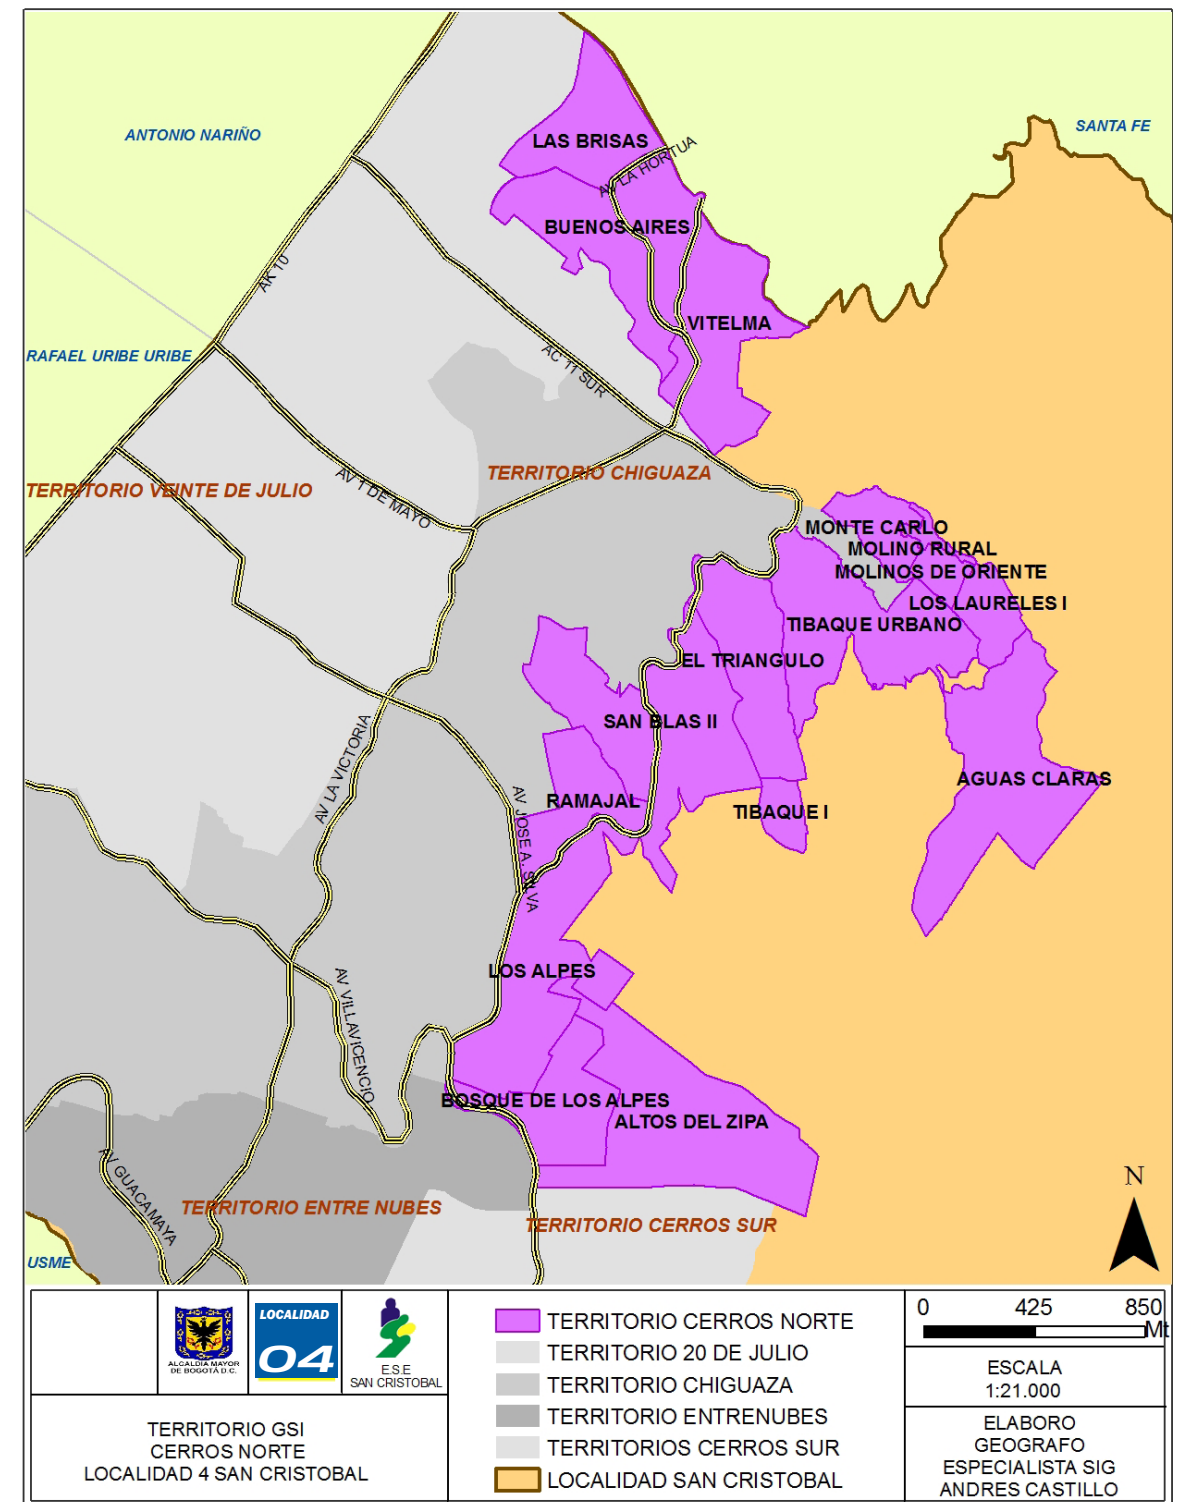 SANTA FE
ANTONIO NARIÑO
LAS BRISAS
AV LA HORTUA
BUENOS AIRES
AK 10
VITELMA
RAFAEL URIBE URIBE
AC 11 SUR
TERRITORIO CHIGUAZA
TERRITORIO VEINTE DE JULIO
AV 1 DE MAYO
MONTE CARLO
MOLINO RURAL
MOLINOS DE ORIENTE
LOS LAURELES I
TIBAQUE URBANO
EL TRIANGULO
SAN BLAS II
AV LA VICTORIA
AGUAS CLARAS
RAMAJAL
TIBAQUE I
AV JOSE A. SILVA
LOS ALPES
AV VILLAVICENCIO
BOSQUE DE LOS ALPES
ALTOS DEL ZIPA
AV GUACAMAYA
TERRITORIO ENTRE NUBES
TERRITORIO CERROS SUR
USME
N
ALCALDIA MAYOR
DE BOGOTÁ D.C.
LOCALIDAD
04
E.S.E
SAN CRISTOBAL
TERRITORIO GSI
CERROS NORTE
LOCALIDAD 4 SAN CRISTOBAL
TERRITORIO CERROS NORTE
TERRITORIO 20 DE JULIO
TERRITORIO CHIGUAZA
TERRITORIO ENTRENUBES
TERRITORIOS CERROS SUR
LOCALIDAD SAN CRISTOBAL
0 425 850
Mt
ESCALA
1:21.000
ELABORO
GEOGRAFO
ESPECIALISTA SIG
ANDRES CASTILLO